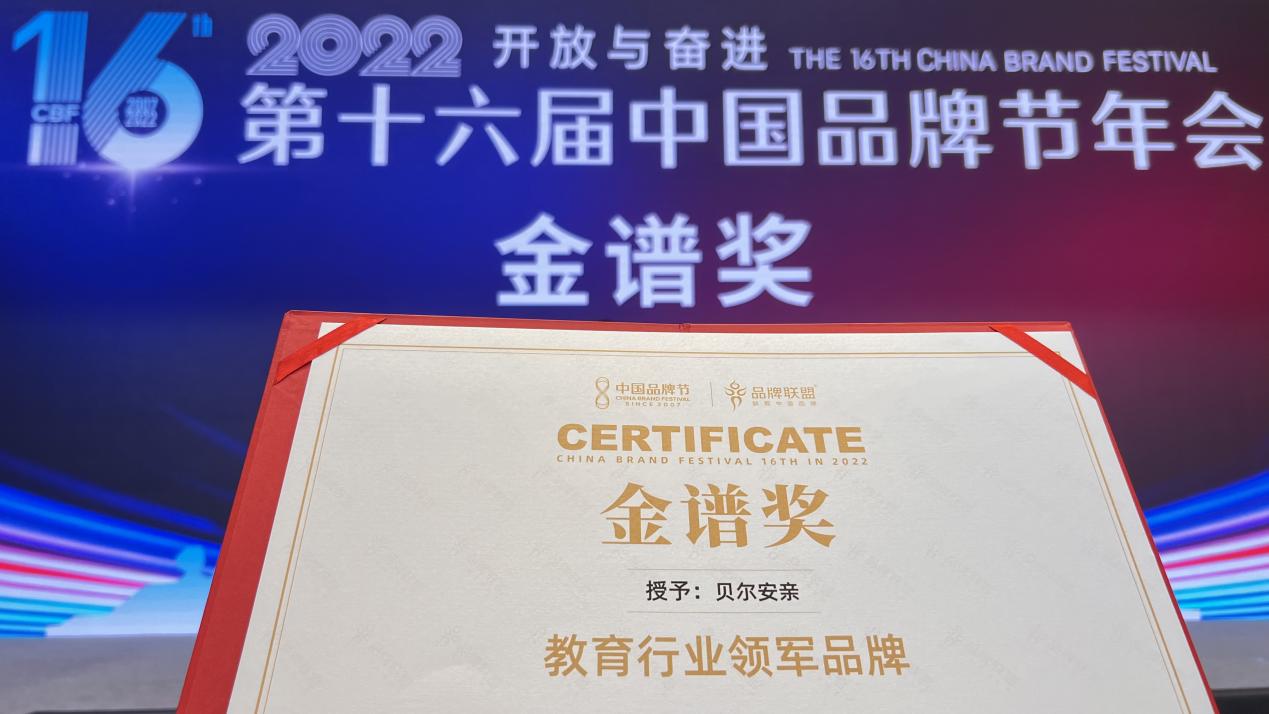 16th
CBF
2007
2022
2022 开放与奋进 THE 16TH CHINA BRAND FESTIVAL
第十六届中国品牌节年会
金谱奖
中国品牌节
CHINA BRAND FESTIVAL
SINCE 2007
品牌联盟
CERTIFICATE
CHINA BRAND FESTIVAL 16TH IN 2022
金谱奖
授予：贝尔安亲
教育行业领军品牌